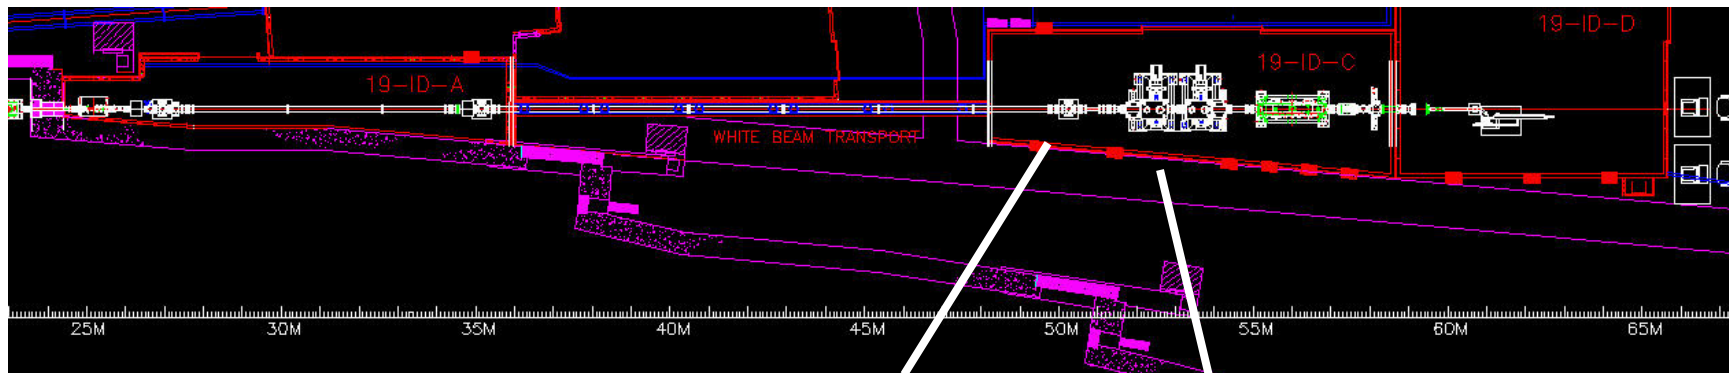 19-ID-D
19-ID-C
19-ID-A
WHITE BEAM TRANSPORT
25M 30M 35M 40M 45M 50M 55M 60M 65M